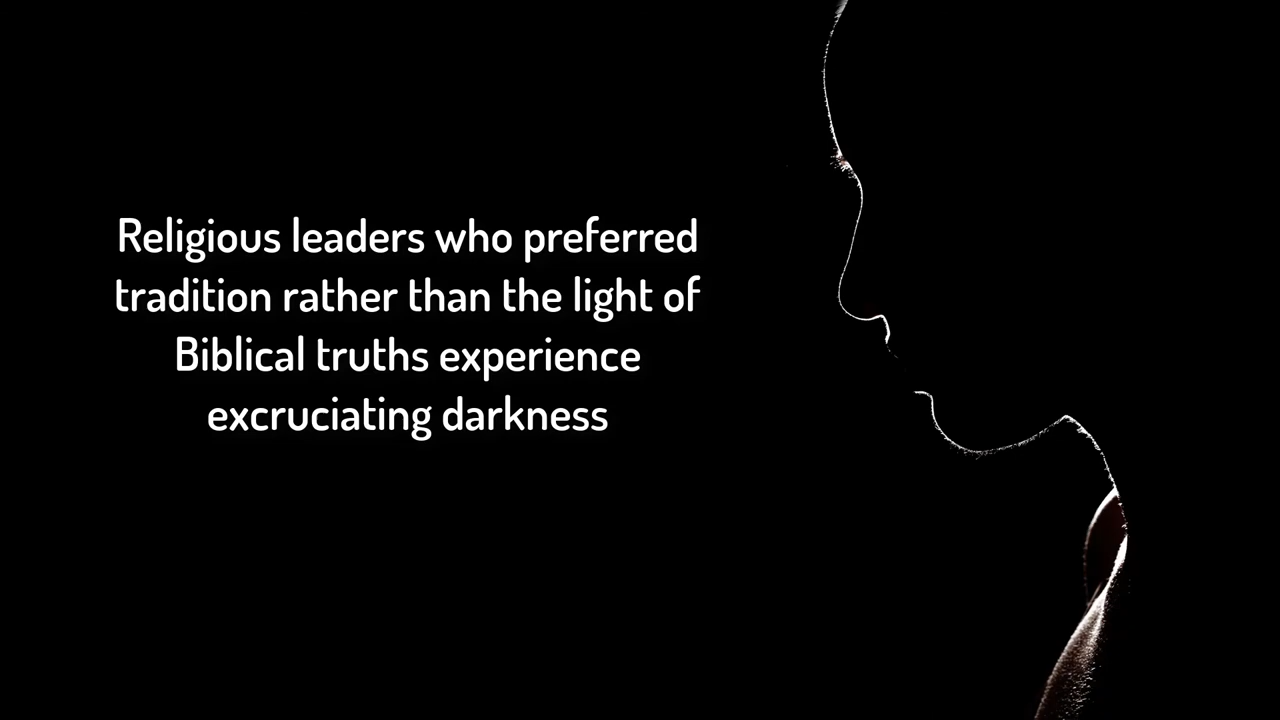 Religious leaders who preferred
tradition rather than the light of
Biblical truths experience
excruciating darkness